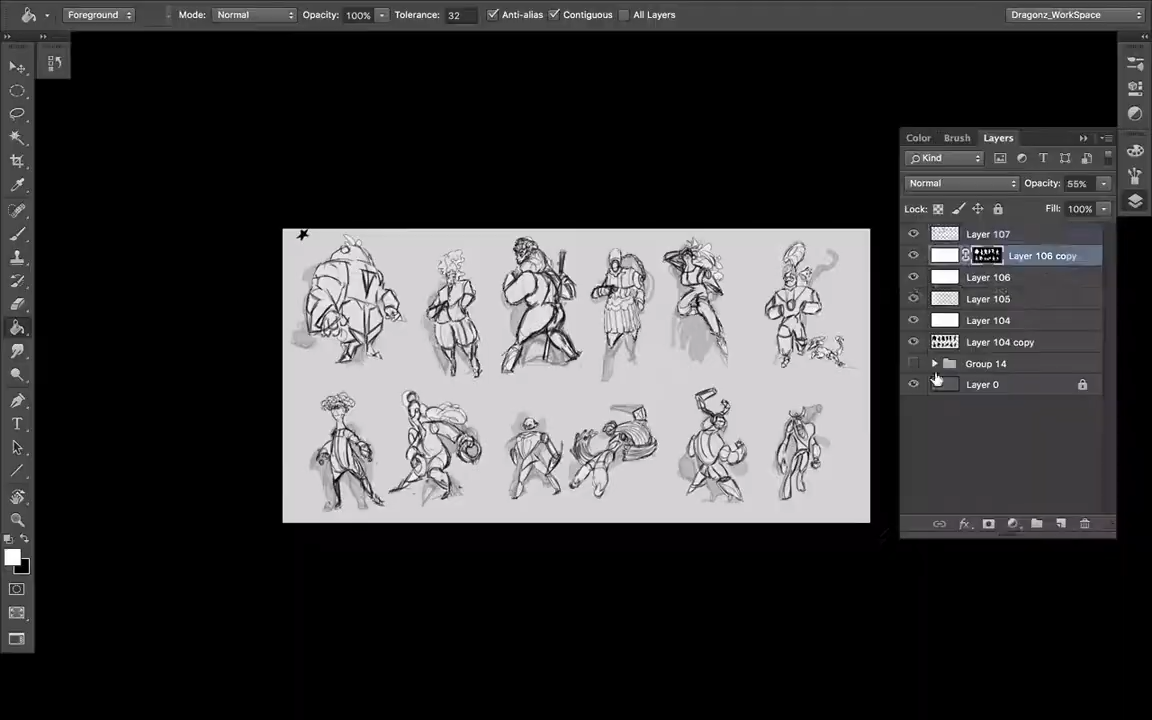 Foreground Mode: Normal Opacity: 100% Tolerance: 32 Anti-alias Contiguous All Layers Dragonz_WorkSpace
Color Brush Layers
Kind
Normal Opacity: 55%
Lock: Fill: 100%
Layer 107
Layer 106 copy
Layer 106
Layer 105
Layer 104
Layer 104 copy
Group 14
Layer 0